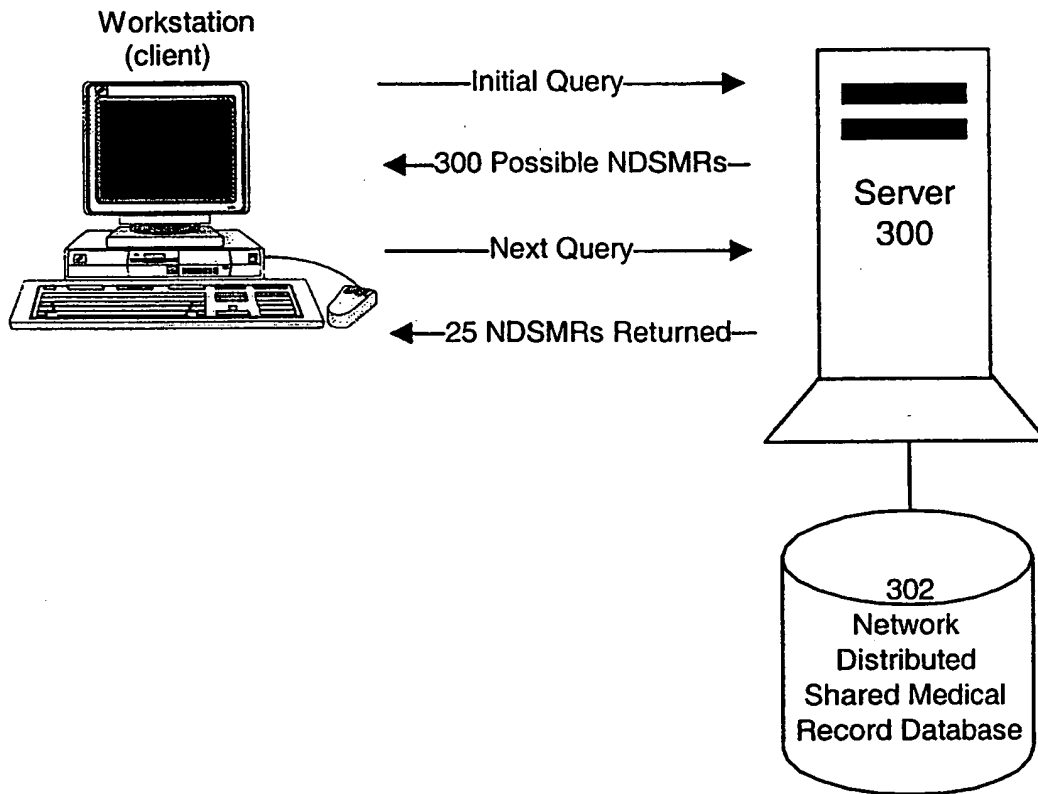 Workstation
(client)
Initial Query
300 Possible NDSMRs
Next Query
25 NDSMRs Returned
Server
300
302
Network
Distributed
Shared Medical
Record Database